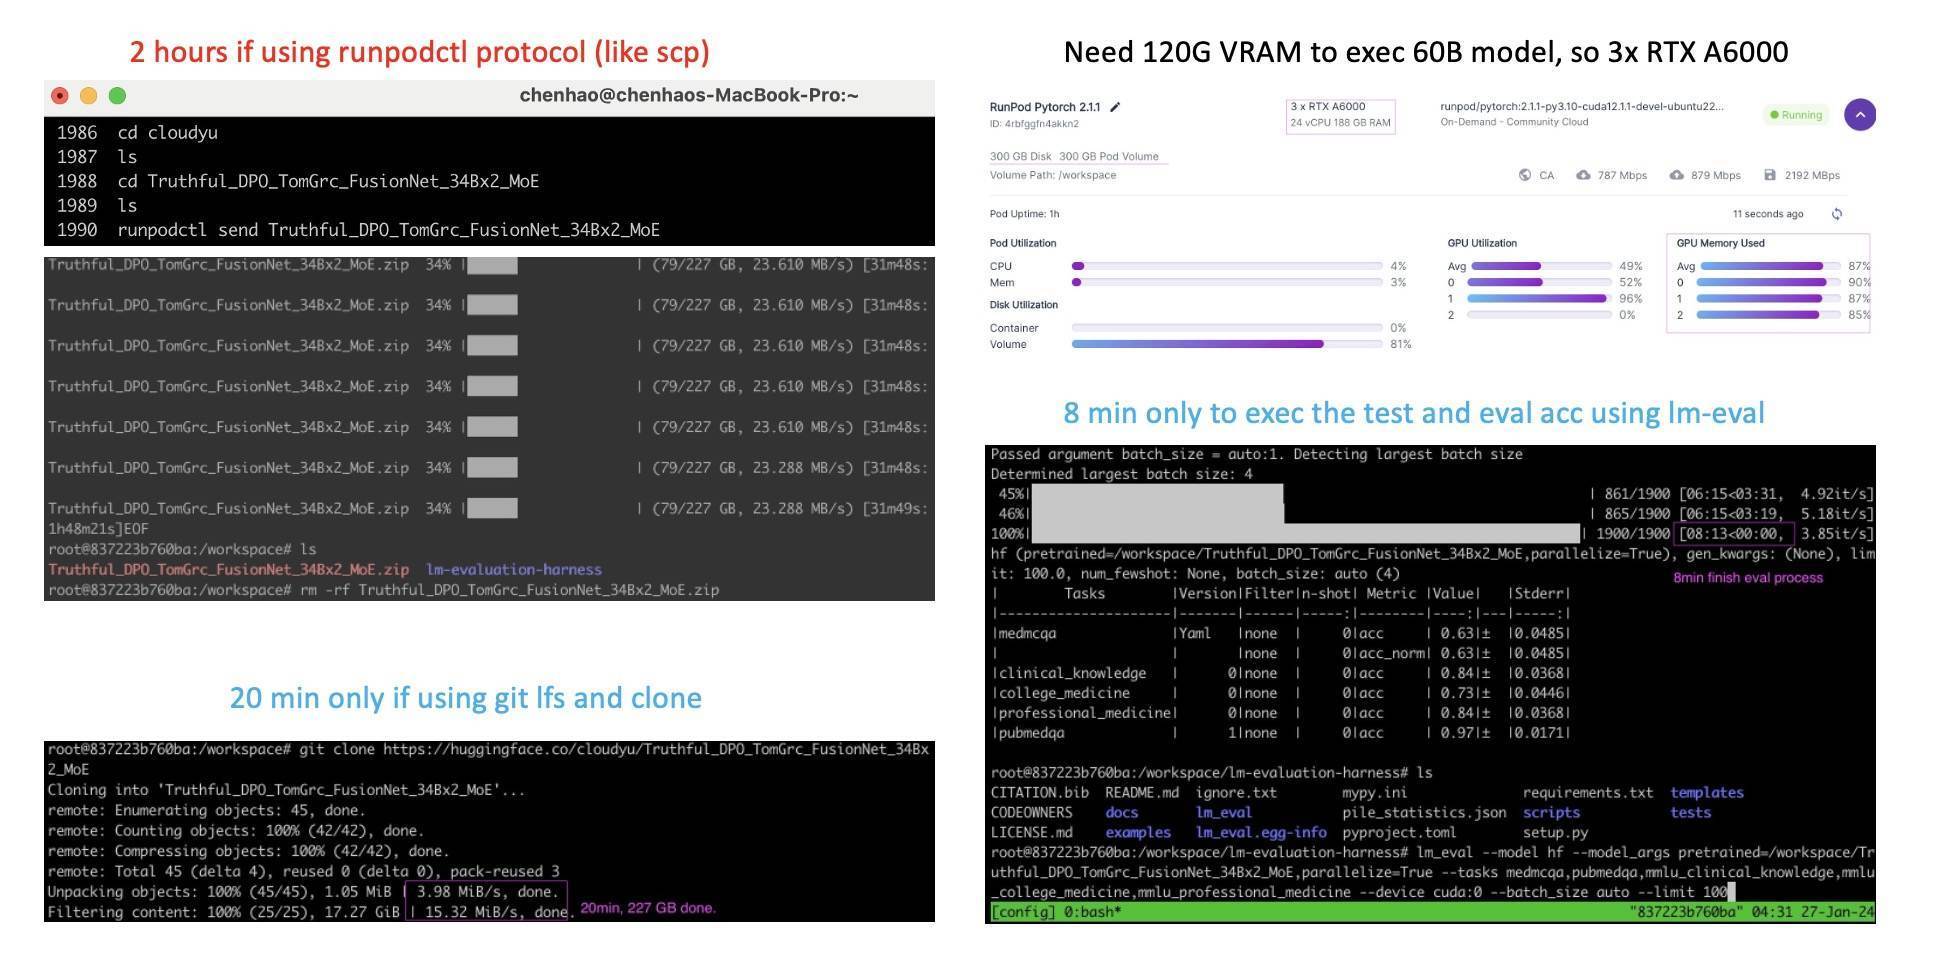 2 hours if using runpodctl protocol (like scp)
chenhao@chenhaos-MacBook-Pro:~
1986 cd cloudyu
1987 ls
1988 cd Truthful_DPO_TomGrc_FusionNet_34Bx2_MoE
1989 ls
1990 runpodctl send Truthful_DPO_TomGrc_FusionNet_34Bx2_MoE
Truthful_DPO_TomGrc_FusionNet_34Bx2_MoE.zip 34% | | (79/227 GB, 23.610 MB/s) [31m48s:
Truthful_DPO_TomGrc_FusionNet_34Bx2_MoE.zip 34% | | (79/227 GB, 23.610 MB/s) [31m48s:
Truthful_DPO_TomGrc_FusionNet_34Bx2_MoE.zip 34% | | (79/227 GB, 23.610 MB/s) [31m48s:
Truthful_DPO_TomGrc_FusionNet_34Bx2_MoE.zip 34% | | (79/227 GB, 23.610 MB/s) [31m48s:
Truthful_DPO_TomGrc_FusionNet_34Bx2_MoE.zip 34% | | (79/227 GB, 23.610 MB/s) [31m48s:
Truthful_DPO_TomGrc_FusionNet_34Bx2_MoE.zip 34% | | (79/227 GB, 23.288 MB/s) [31m48s:
Truthful_DPO_TomGrc_FusionNet_34Bx2_MoE.zip 34% | | (79/227 GB, 23.288 MB/s) [31m49s:
1h48m21s]EOF
root@837223b760ba:/workspace# ls
Truthful_DPO_TomGrc_FusionNet_34Bx2_MoE.zip lm-evaluation-harness
root@837223b760ba:/workspace# rm -rf Truthful_DPO_TomGrc_FusionNet_34Bx2_MoE.zip
20 min only if using git lfs and clone
root@837223b760ba:/workspace# git clone https://huggingface.co/cloudyu/Truthful_DPO_TomGrc_FusionNet_34Bx
2_MoE
Cloning into 'Truthful_DPO_TomGrc_FusionNet_34Bx2_MoE'...
remote: Enumerating objects: 45, done.
remote: Counting objects: 100% (42/42), done.
remote: Compressing objects: 100% (42/42), done.
remote: Total 45 (delta 4), reused 0 (delta 0), pack-reused 3
Unpacking objects: 100% (45/45), 1.05 MiB | 3.98 MiB/s, done.
Filtering content: 100% (25/25), 17.27 GiB | 15.32 MiB/s, done.
20min, 227 GB done.
Need 120G VRAM to exec 60B model, so 3x RTX A6000
RunPod Pytorch 2.1.1
ID: 4rbfggfn4akkn2
3 x RTX A6000
24 vCPU 188 GB RAM
runpod/pytorch:2.1.1-py3.10-cuda12.1.1-devel-ubuntu22...
On-Demand - Community Cloud
Running
300 GB Disk 300 GB Pod Volume
Volume Path: /workspace
CA 787 Mbps 879 Mbps 2192 MBps
Pod Uptime: 1h
11 seconds ago
Pod Utilization
CPU 4%
Mem 3%
Disk Utilization
Container 0%
Volume 81%
GPU Utilization
Avg 49%
0 52%
1 96%
2 0%
GPU Memory Used
Avg 87%
0 90%
1 87%
2 85%
8 min only to exec the test and eval acc using lm-eval
Passed argument batch_size = auto:1. Detecting largest batch size
Determined largest batch size: 4
45%| | 861/1900 [06:15<03:31, 4.92it/s]
46%| | 865/1900 [06:15<03:19, 5.18it/s]
100%| | 1900/1900 [08:13<00:00, 3.85it/s]
hf (pretrained=/workspace/Truthful_DPO_TomGrc_FusionNet_34Bx2_MoE,parallelize=True), gen_kwargs: (None), lim
it: 100.0, num_fewshot: None, batch_size: auto (4)
8min finish eval process
| Tasks |Version|Filter|n-shot| Metric |Value| |Stderr|
|---------------------|-------|------|-----:|--------|----:|---|-----:|
|medmcqa |Yaml |none | 0|acc | 0.63|± |0.0485|
| | |none | 0|acc_norm| 0.63|± |0.0485|
|clinical_knowledge | 0|none | 0|acc | 0.84|± |0.0368|
|college_medicine | 0|none | 0|acc | 0.73|± |0.0446|
|professional_medicine| 0|none | 0|acc | 0.84|± |0.0368|
|pubmedqa | 1|none | 0|acc | 0.97|± |0.0171|
root@837223b760ba:/workspace/lm-evaluation-harness# ls
CITATION.bib README.md ignore.txt mypy.ini requirements.txt templates
CODEOWNERS docs lm_eval pile_statistics.json scripts tests
LICENSE.md examples lm_eval.egg-info pyproject.toml setup.py
root@837223b760ba:/workspace/lm-evaluation-harness# lm_eval --model hf --model_args pretrained=/workspace/Tr
uthful_DPO_TomGrc_FusionNet_34Bx2_MoE,parallelize=True --tasks medmcqa,pubmedqa,mmlu_clinical_knowledge,mmlu
_college_medicine,mmlu_professional_medicine --device cuda:0 --batch_size auto --limit 100
[config] 0:bash* "837223b760ba" 04:31 27-Jan-24